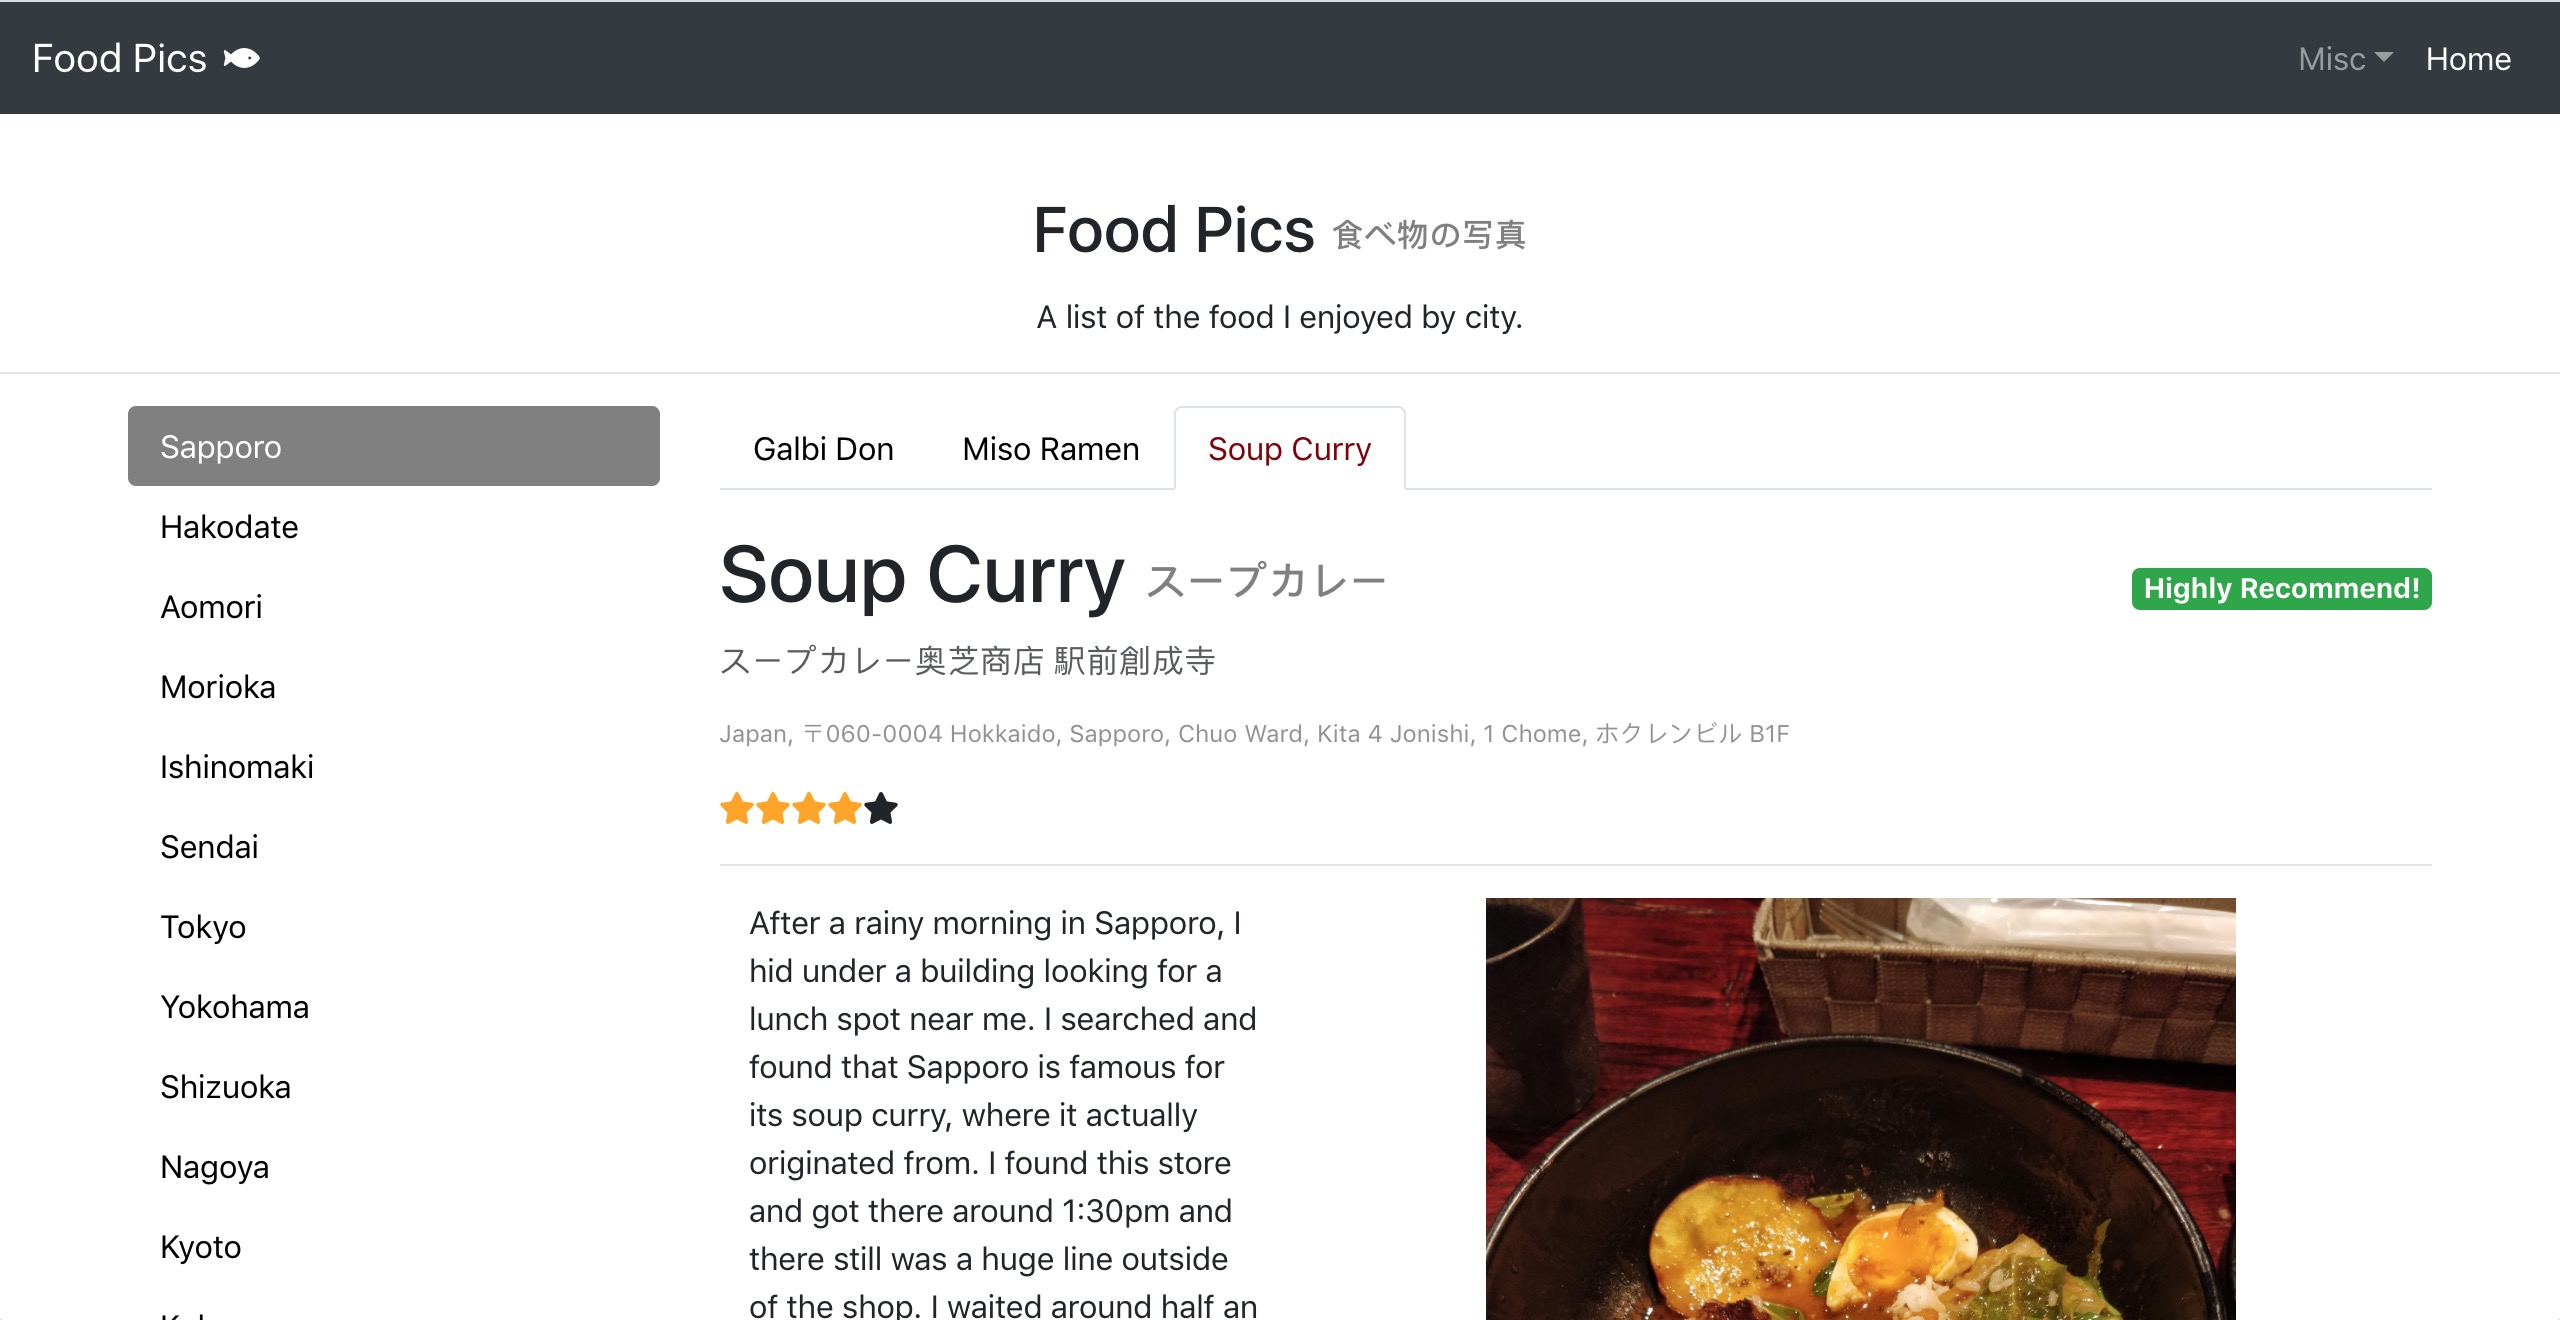 Food Pics
Misc Home
Food Pics 食べ物の写真
A list of the food I enjoyed by city.
Sapporo
Hakodate
Aomori
Morioka
Ishinomaki
Sendai
Tokyo
Yokohama
Shizuoka
Nagoya
Kyoto
Galbi Don Miso Ramen Soup Curry
Soup Curry スープカレー
Highly Recommend!
スープカレー奥芝商店 駅前創成寺
Japan, 〒060-0004 Hokkaido, Sapporo, Chuo Ward, Kita 4 Jonishi, 1 Chome, ホクレンビル B1F
After a rainy morning in Sapporo, I
hid under a building looking for a
lunch spot near me. I searched and
found that Sapporo is famous for
its soup curry, where it actually
originated from. I found this store
and got there around 1:30pm and
there still was a huge line outside
of the shop. I waited around half an